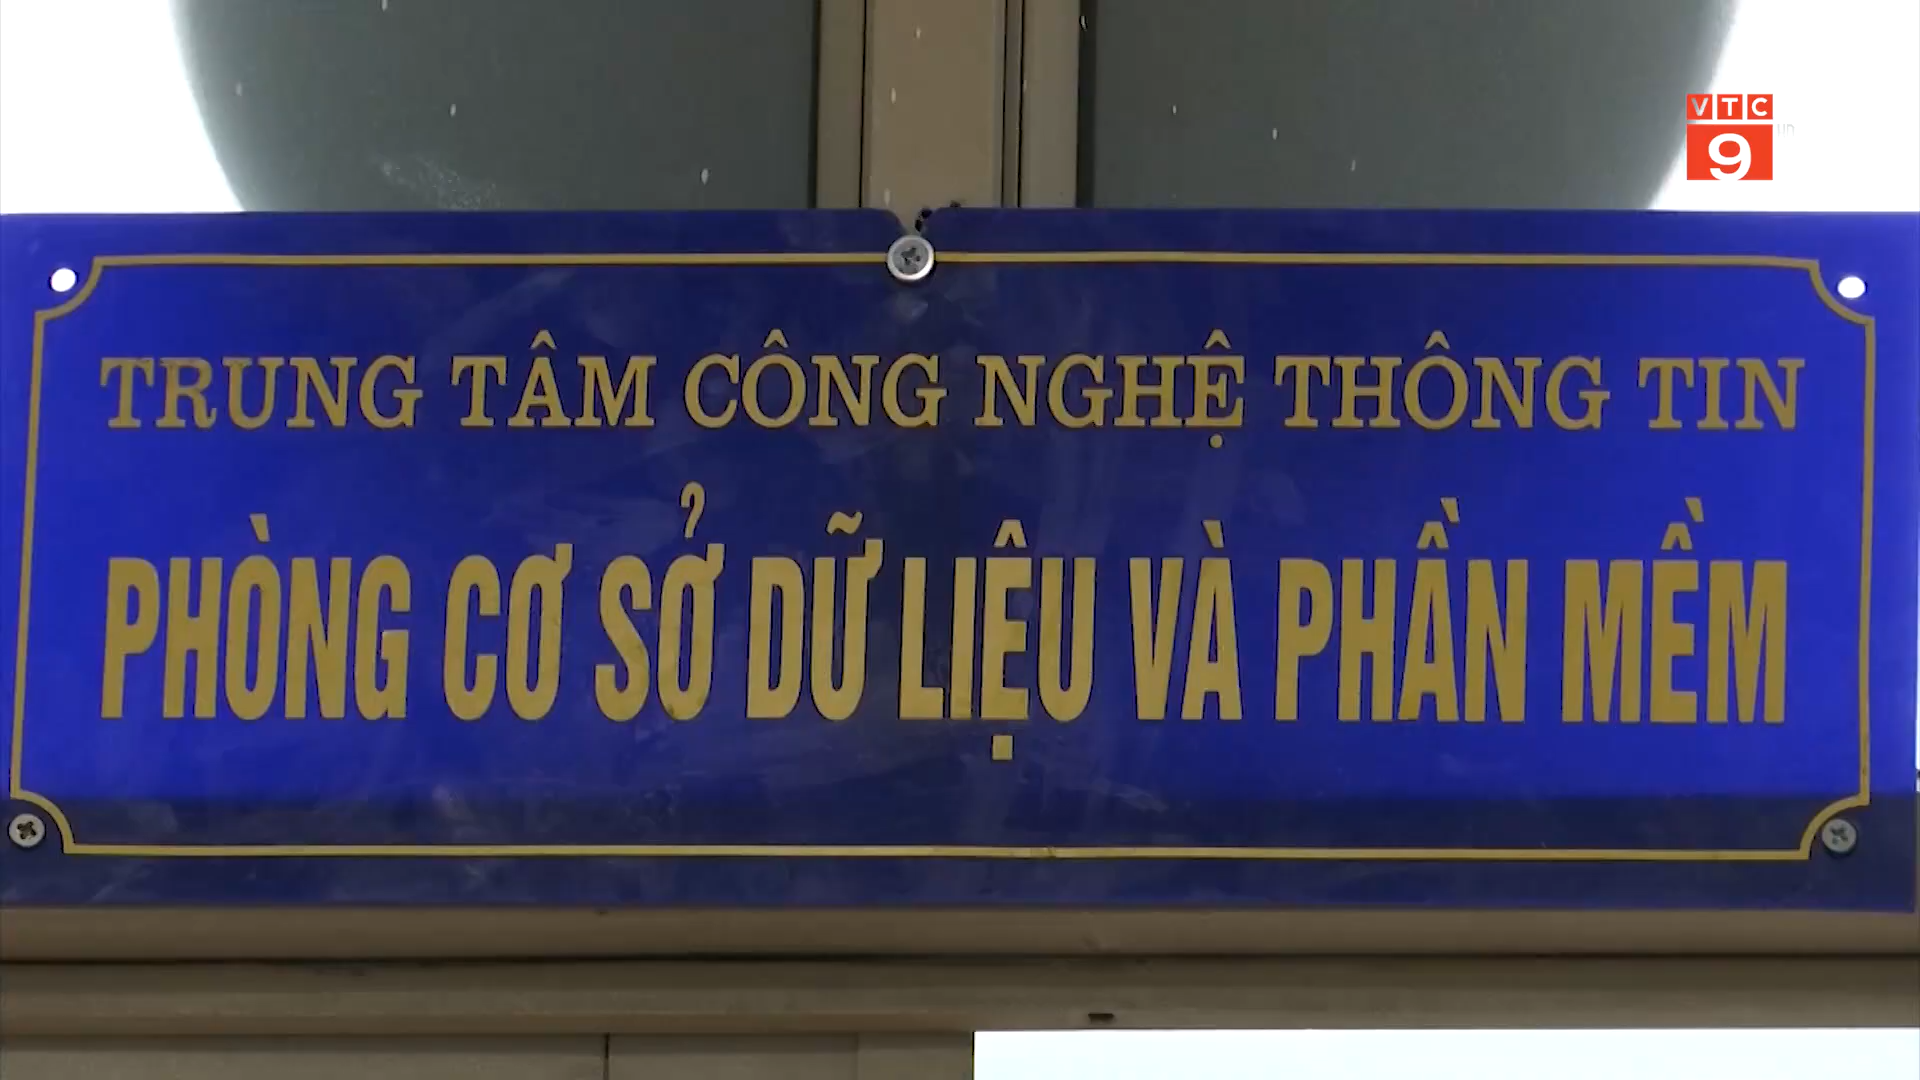 VTC
9
TRUNG TÂM CÔNG NGHỆ THÔNG TIN
PHÒNG CƠ SỞ DỮ LIỆU VÀ PHẦN MỀM